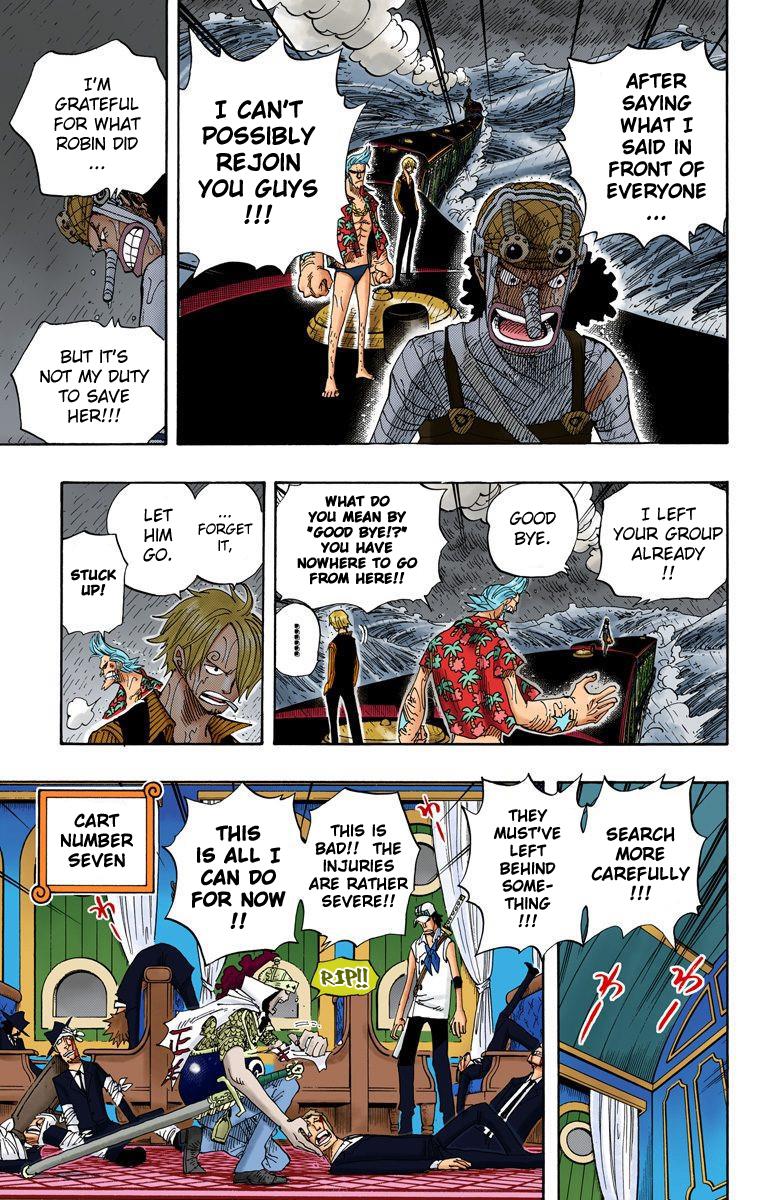 AFTER
SAYING
WHAT I
SAID IN
FRONT OF
EVERYONE
...
I CAN'T
POSSIBLY
REJOIN
YOU GUYS
!!!
I'M
GRATEFUL
FOR WHAT
ROBIN DID
...
BUT IT'S
NOT MY DUTY
TO SAVE
HER!!!
I LEFT
YOUR GROUP
ALREADY
!!
GOOD
BYE.
WHAT DO
YOU MEAN BY
"GOOD BYE!?"
YOU HAVE
NOWHERE TO GO
FROM HERE!!
...
FORGET
IT,
LET
HIM
GO.
STUCK
UP!
SEARCH
MORE
CAREFULLY
!!!
THEY
MUST'VE
LEFT
BEHIND
SOME-
THING
!!!
THIS IS
BAD!! THE
INJURIES
ARE RATHER
SEVERE!!
THIS
IS ALL I
CAN DO
FOR NOW
!!
CART
NUMBER
SEVEN
RIP!!